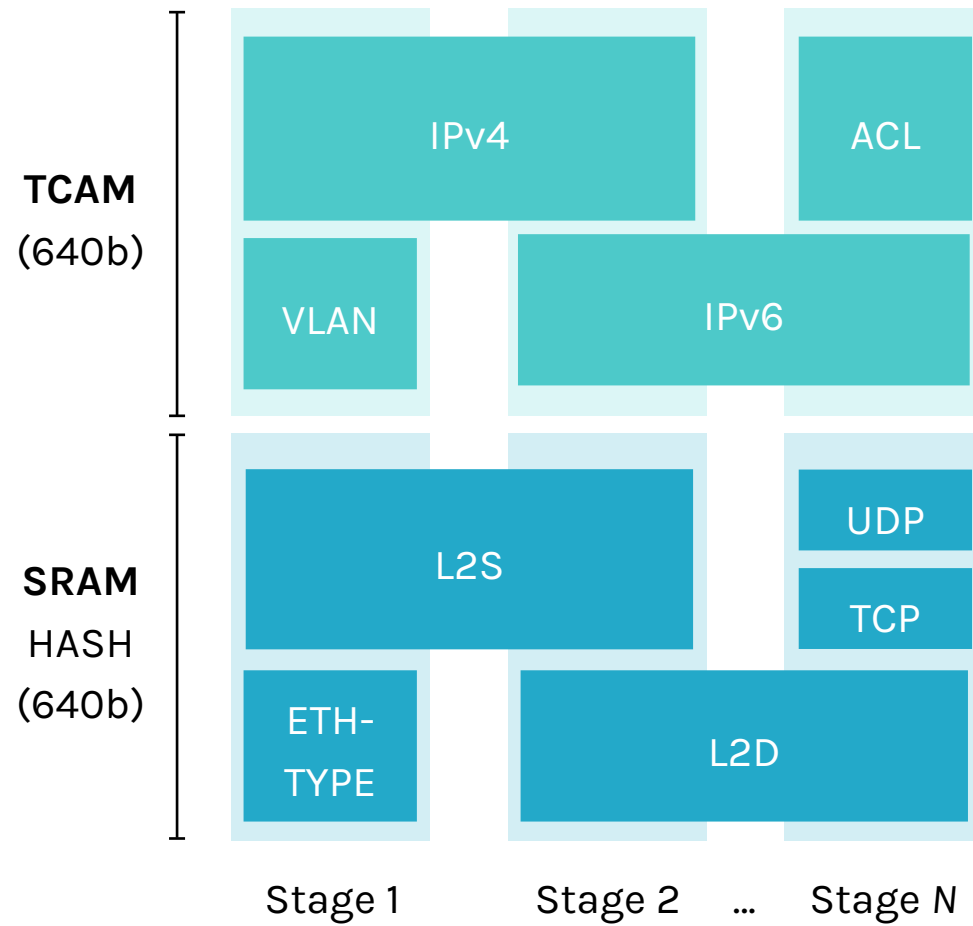 TCAM
(640b)
IPv4
ACL
VLAN
IPv6
SRAM
HASH
(640b)
L2S
UDP
TCP
ETH-
TYPE
L2D
Stage 1
Stage 2
...
Stage N